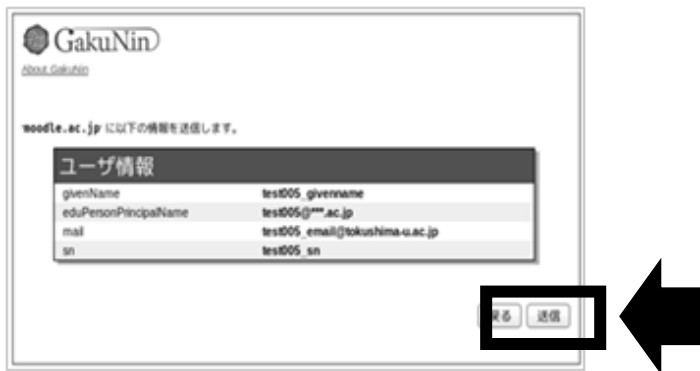 GakuNin
About GakuNin
'moodle.ac.jp' に以下の情報を送信します。
ユーザ情報
givenName test005_givenname
eduPersonPrincipalName test005@***.ac.jp
mail test005_email@tokushima-u.ac.jp
sn test005_sn
戻る 送信